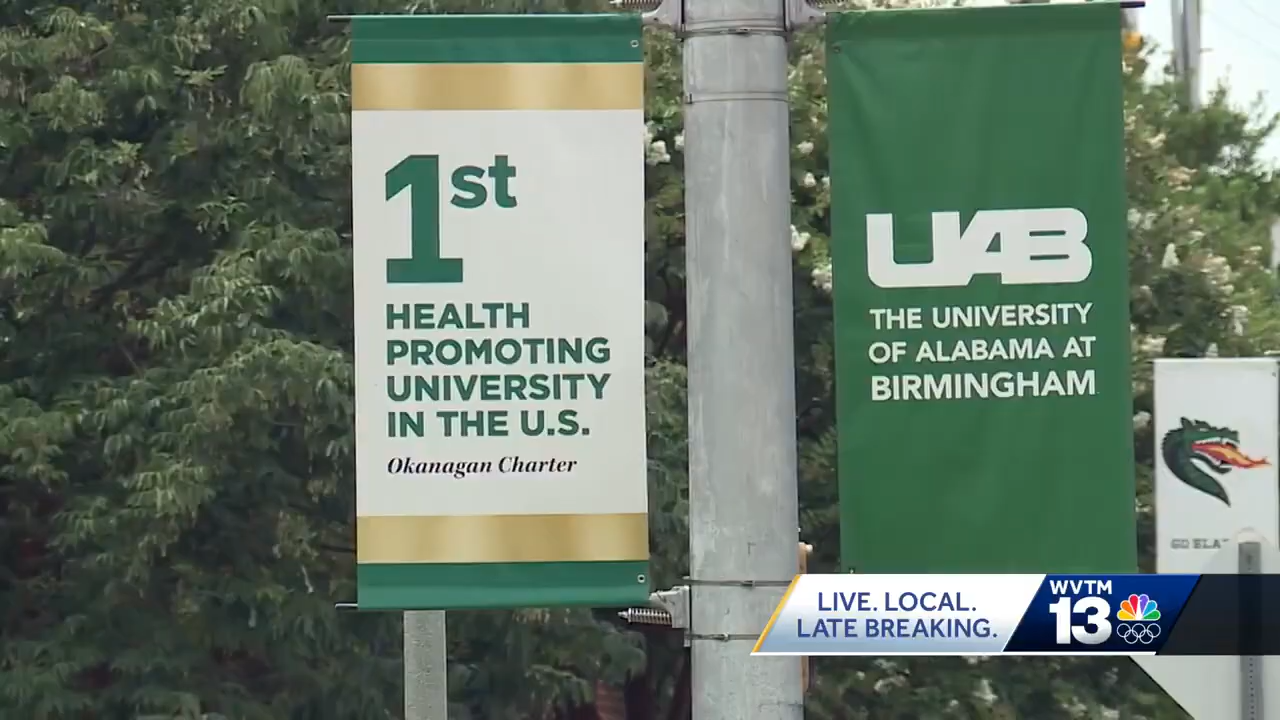 1st
HEALTH
PROMOTING
UNIVERSITY
IN THE U.S.
Okanagan Charter
UAB
THE UNIVERSITY
OF ALABAMA AT
BIRMINGHAM
LIVE. LOCAL.
LATE BREAKING.
WVTM
13